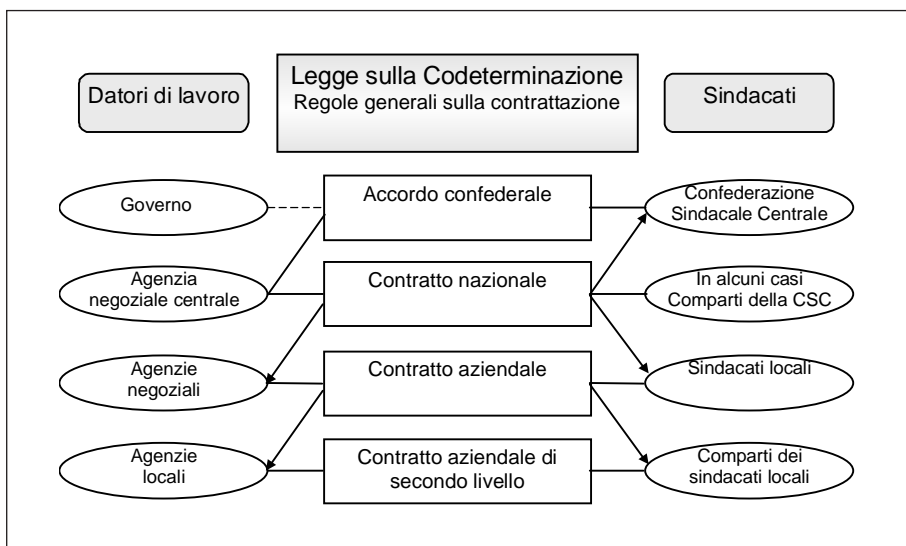 Datori di lavoro
Legge sulla Codeterminazione
Regole generali sulla contrattazione
Sindacati
Governo
Accordo confederale
Confederazione
Sindacale Centrale
Agenzia
negoziale centrale
Contratto nazionale
In alcuni casi
Comparti della CSC
Agenzie
negoziali
Contratto aziendale
Sindacati locali
Agenzie
locali
Contratto aziendale di
secondo livello
Comparti dei
sindacati locali